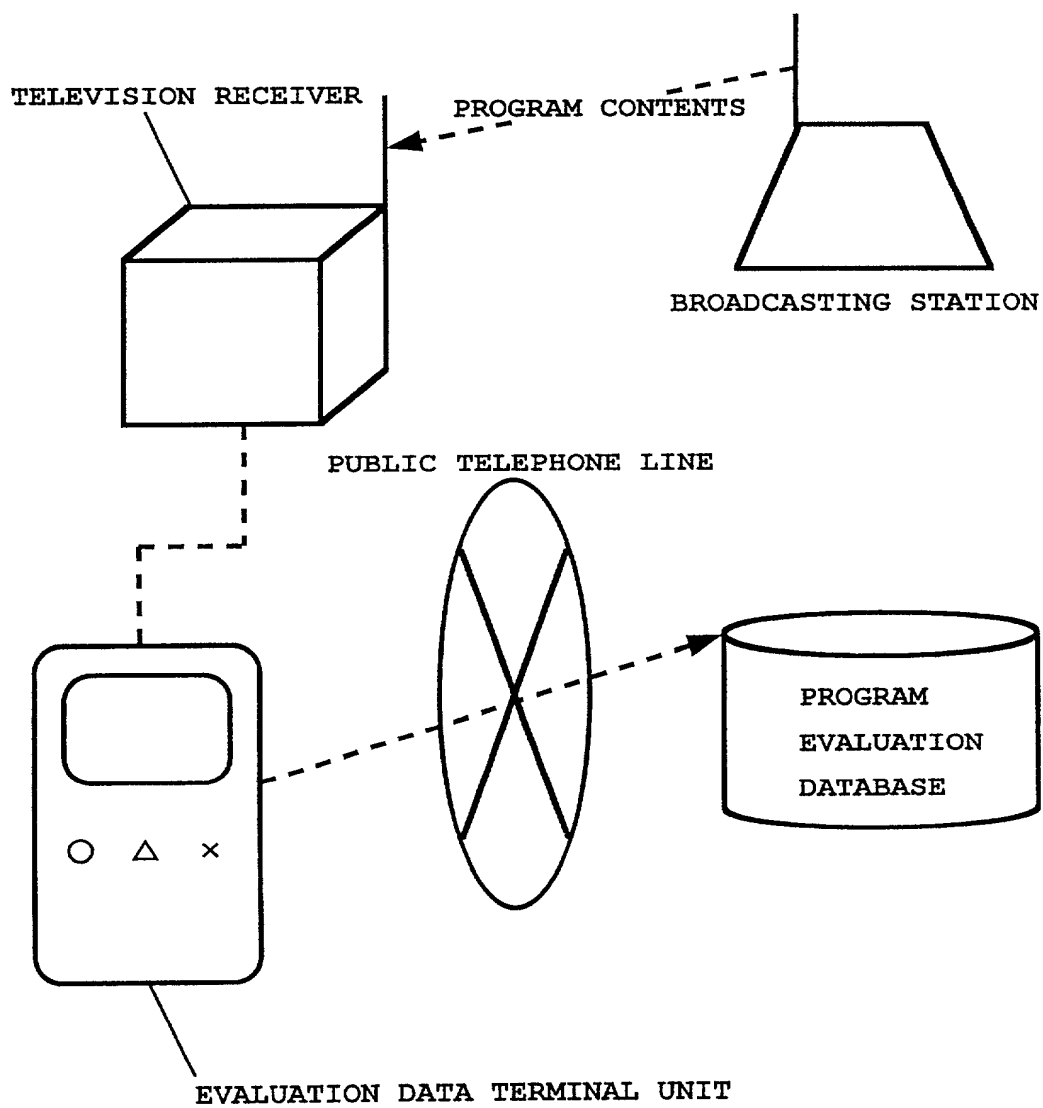 TELEVISION RECEIVER
PROGRAM CONTENTS
BROADCASTING STATION
PUBLIC TELEPHONE LINE
PROGRAM
EVALUATION
DATABASE
EVALUATION DATA TERMINAL UNIT